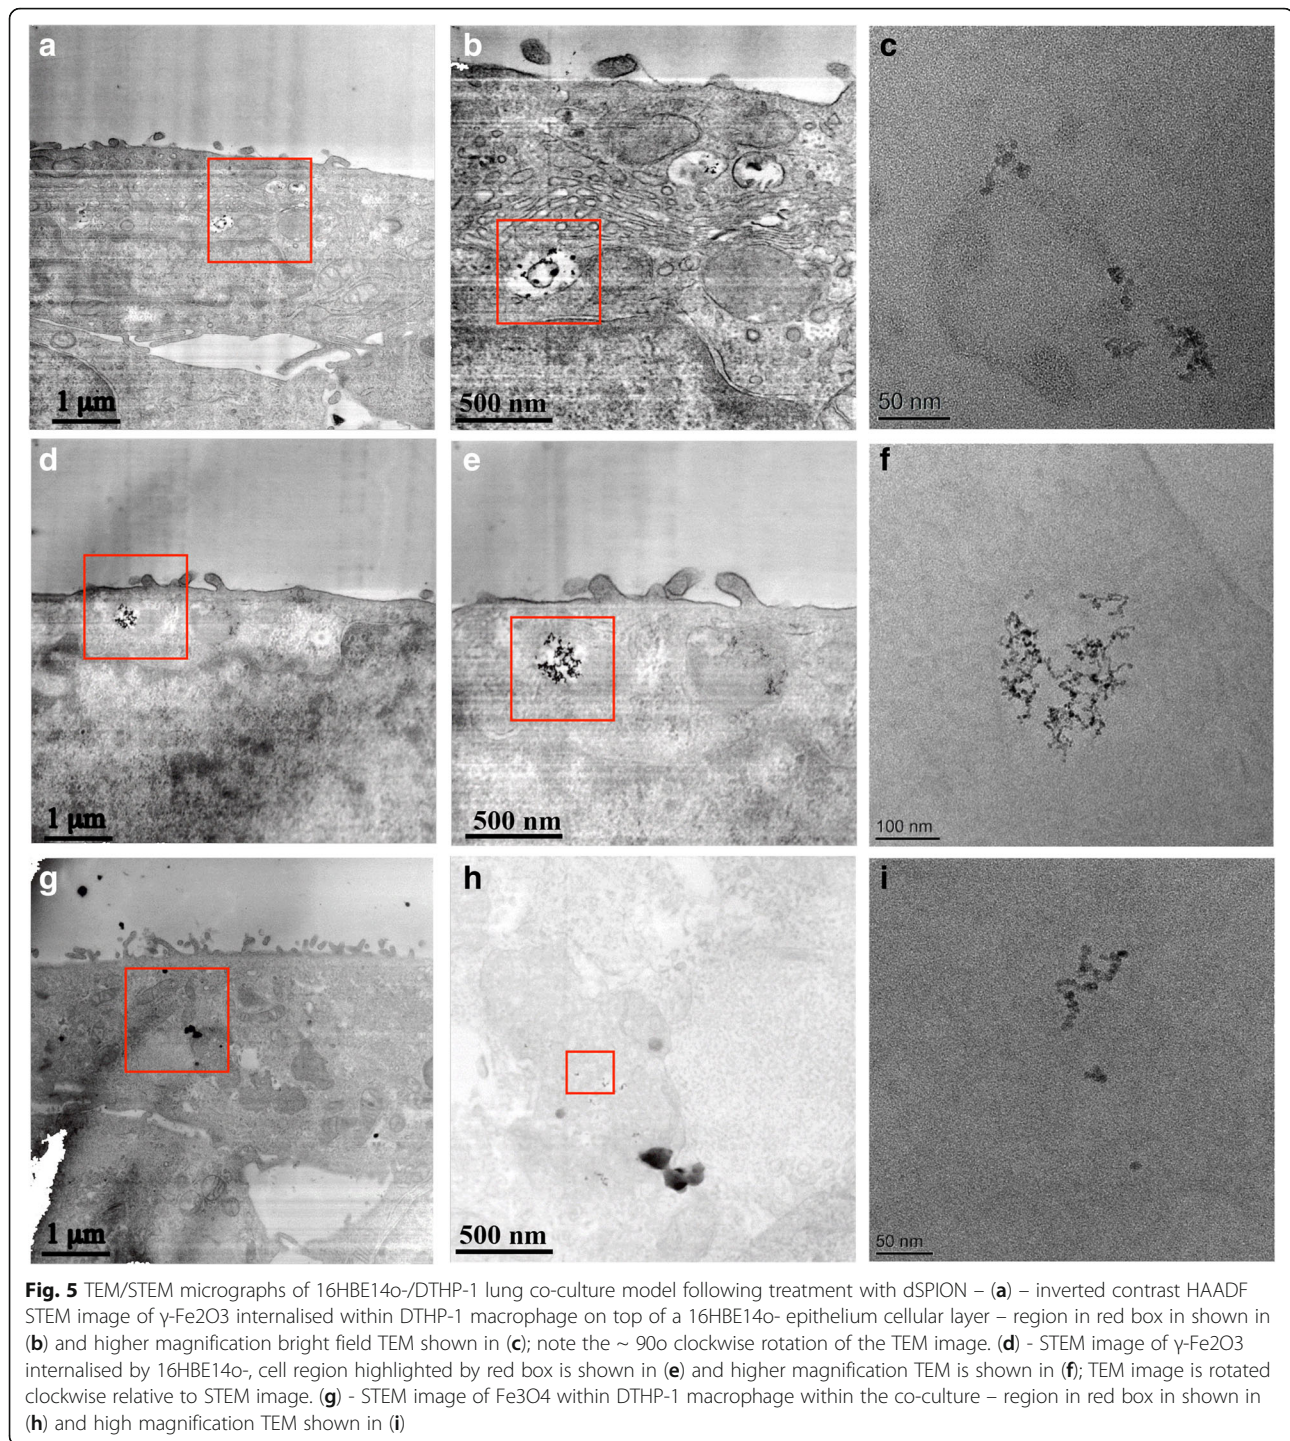 a
b
c
1 μm
500 nm
50 nm
d
e
f
1 μm
500 nm
100 nm
g
h
i
1 μm
500 nm
50 nm
Fig. 5 TEM/STEM micrographs of 16HBE14o-/DTHP-1 lung co-culture model following treatment with dSPION – (a) – inverted contrast HAADF
STEM image of γ-Fe2O3 internalised within DTHP-1 macrophage on top of a 16HBE14o- epithelium cellular layer – region in red box in shown in
(b) and higher magnification bright field TEM shown in (c); note the ~ 90o clockwise rotation of the TEM image. (d) - STEM image of γ-Fe2O3
internalised by 16HBE14o-, cell region highlighted by red box is shown in (e) and higher magnification TEM is shown in (f); TEM image is rotated
clockwise relative to STEM image. (g) - STEM image of Fe3O4 within DTHP-1 macrophage within the co-culture – region in red box in shown in
(h) and high magnification TEM shown in (i)